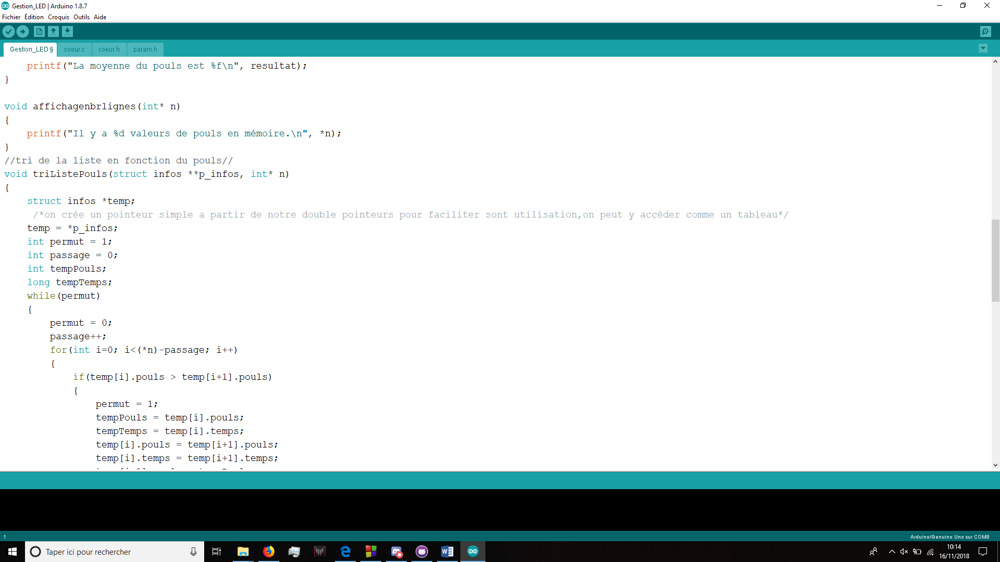 Gestion_LED | Arduino 1.8.7
Fichier Édition Croquis Outils Aide
Gestion_LED § coeur.c coeur.h param.h
printf("La moyenne du pouls est %f\n", resultat);
}
void affichagenbrlignes(int* n)
{
printf("Il y a %d valeurs de pouls en mémoire.\n", *n);
}
//tri de la liste en fonction du pouls//
void triListePouls(struct infos **p_infos, int* n)
{
struct infos *temp;
/*on crée un pointeur simple a partir de notre double pointeurs pour faciliter sont utilisation,on peut y accèder comme un tableau*/
temp = *p_infos;
int permut = 1;
int passage = 0;
int tempPouls;
long tempTemps;
while(permut)
{
permut = 0;
passage++;
for(int i=0; i<(*n)-passage; i++)
{
if(temp[i].pouls > temp[i+1].pouls)
{
permut = 1;
tempPouls = temp[i].pouls;
tempTemps = temp[i].temps;
temp[i].pouls = temp[i+1].pouls;
temp[i].temps = temp[i+1].temps;
1 Arduino/Genuino Uno sur COM8
Taper ici pour rechercher
10:14
16/11/2018